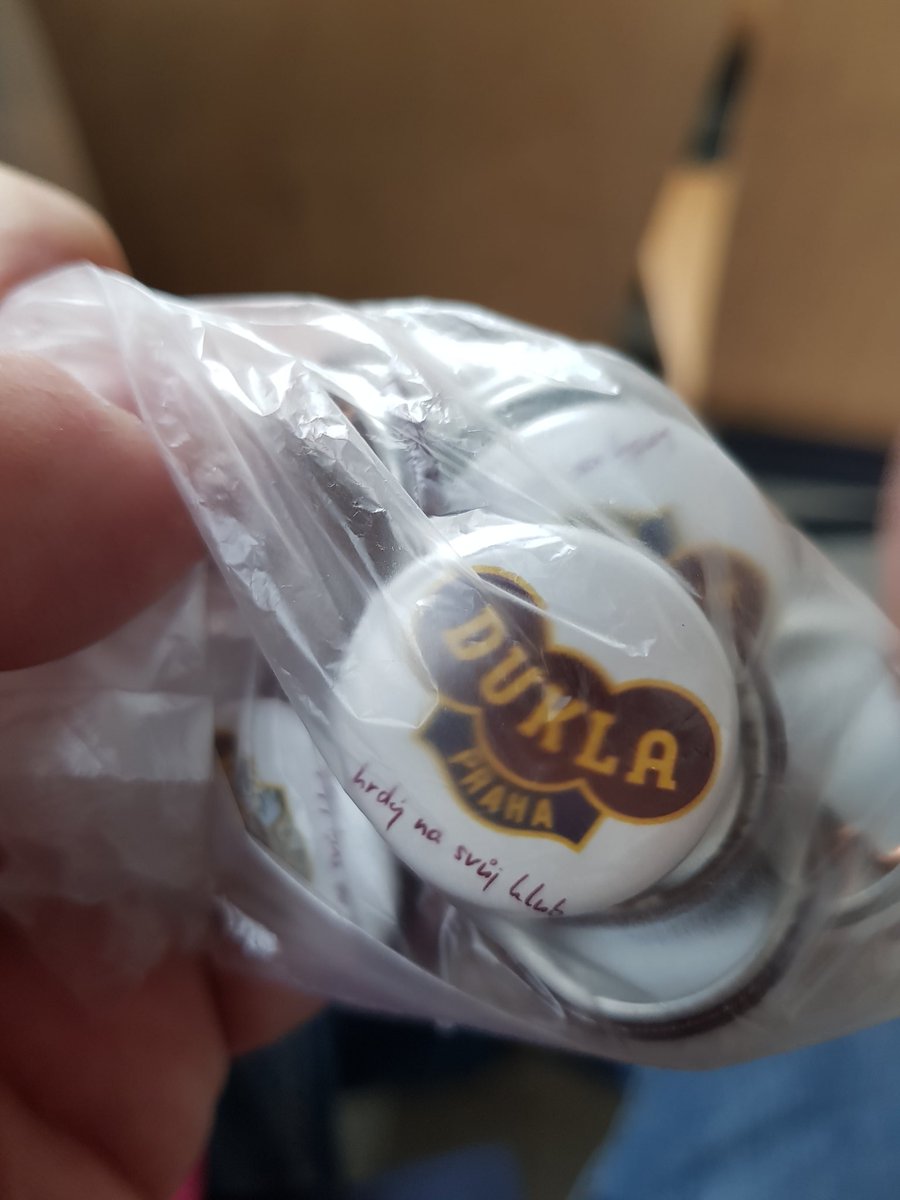 DUKLA
PRAHA
hrdý na svůj klub